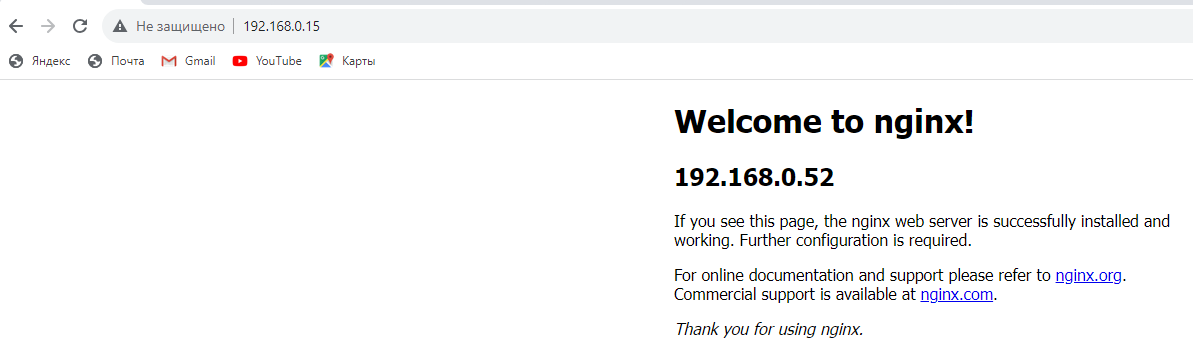 Не защищено 192.168.0.15
Яндекс Почта Gmail YouTube Карты
Welcome to nginx!
192.168.0.52
If you see this page, the nginx web server is successfully installed and
working. Further configuration is required.
For online documentation and support please refer to nginx.org.
Commercial support is available at nginx.com.
Thank you for using nginx.